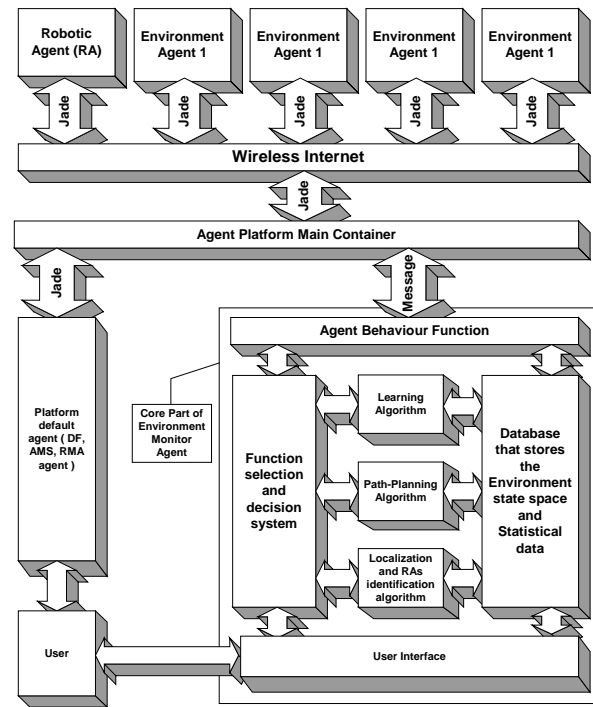 Robotic
Agent (RA)
Environment
Agent 1
Environment
Agent 1
Environment
Agent 1
Environment
Agent 1
Jade
Jade
Jade
Jade
Jade
Wireless Internet
Jade
Agent Platform Main Container
Jade
Message
Agent Behaviour Function
Platform
default
agent ( DF,
AMS, RMA
agent )
Core Part of
Environment
Monitor
Agent
Function
selection
and
decision
system
Learning
Algorithm
Path-Planning
Algorithm
Localization
and RAs
identification
algorithm
Database
that stores
the
Environment
state space
and
Statistical
data
User
User Interface